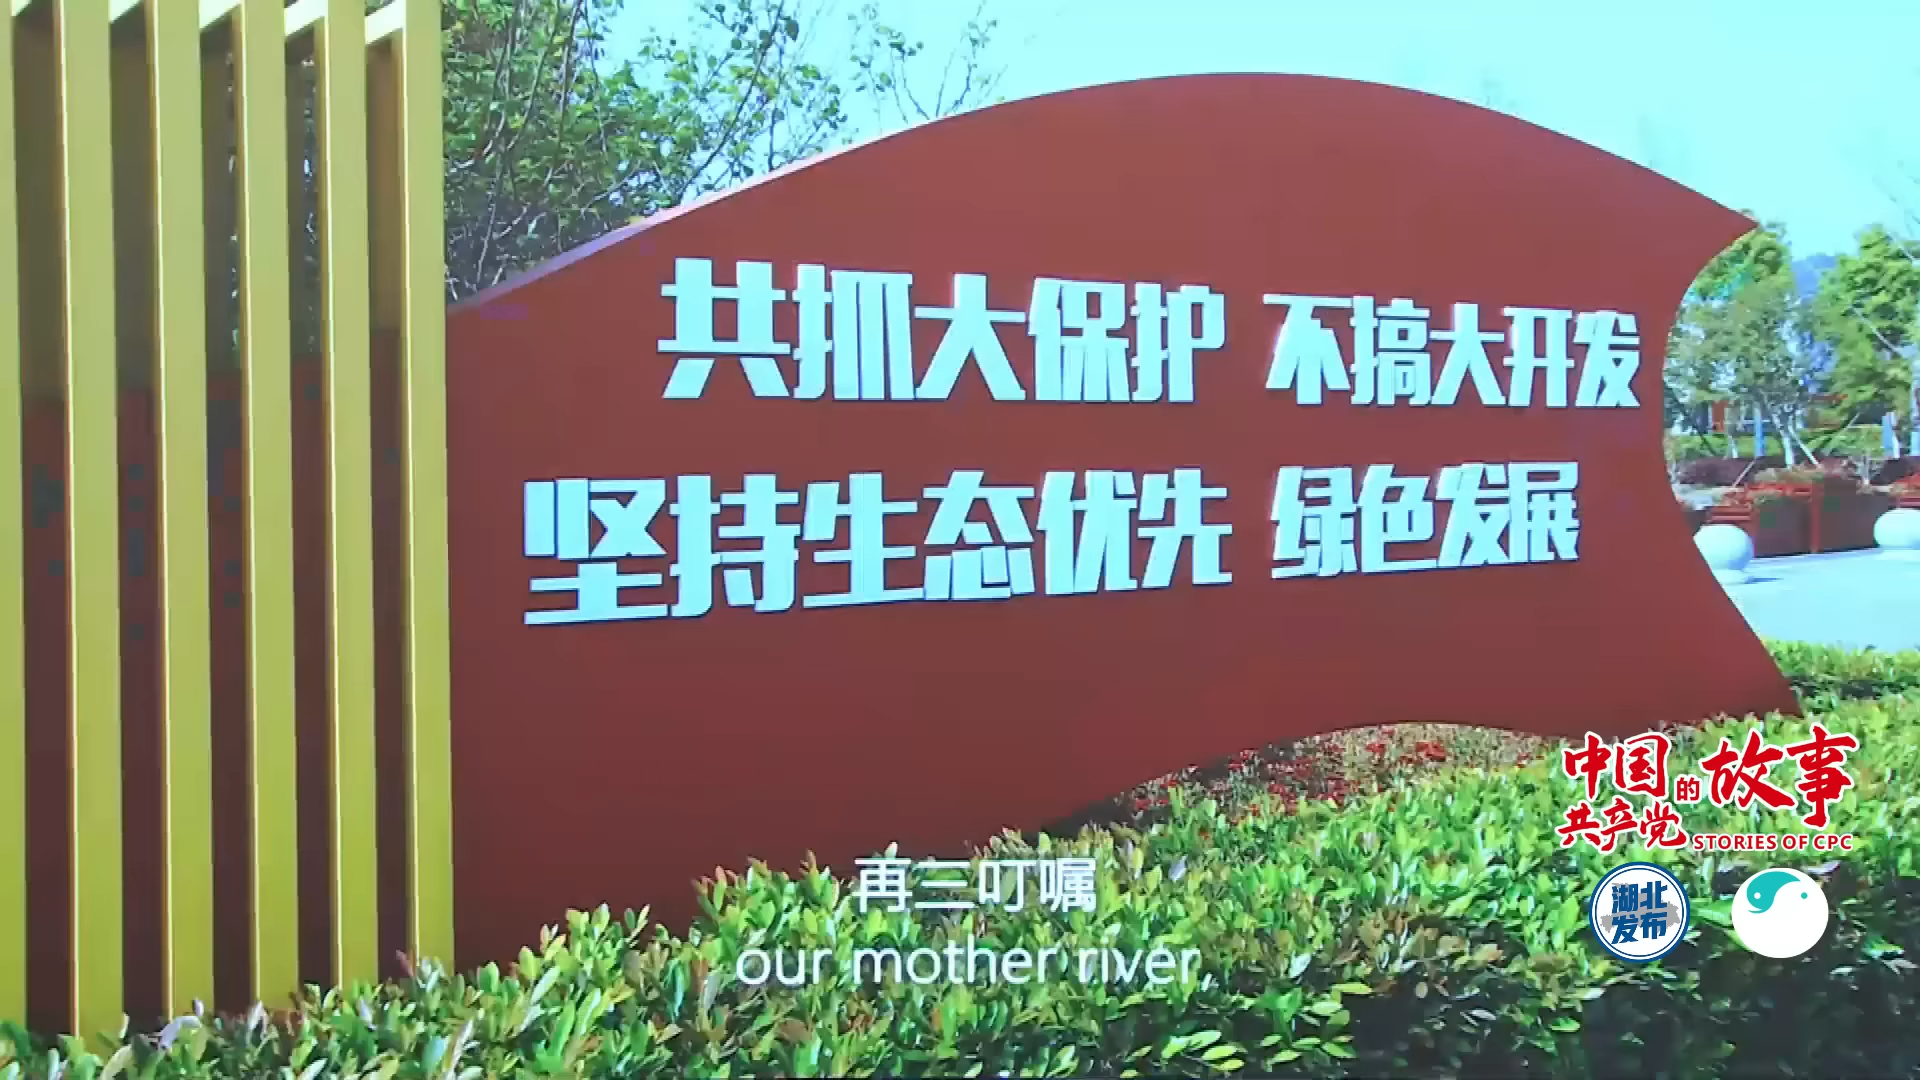 共抓大保护 不搞大开发
坚持生态优先 绿色发展
中国的故事
共产党 STORIES OF CPC
再三叮嘱
湖北
发布
our mother river,